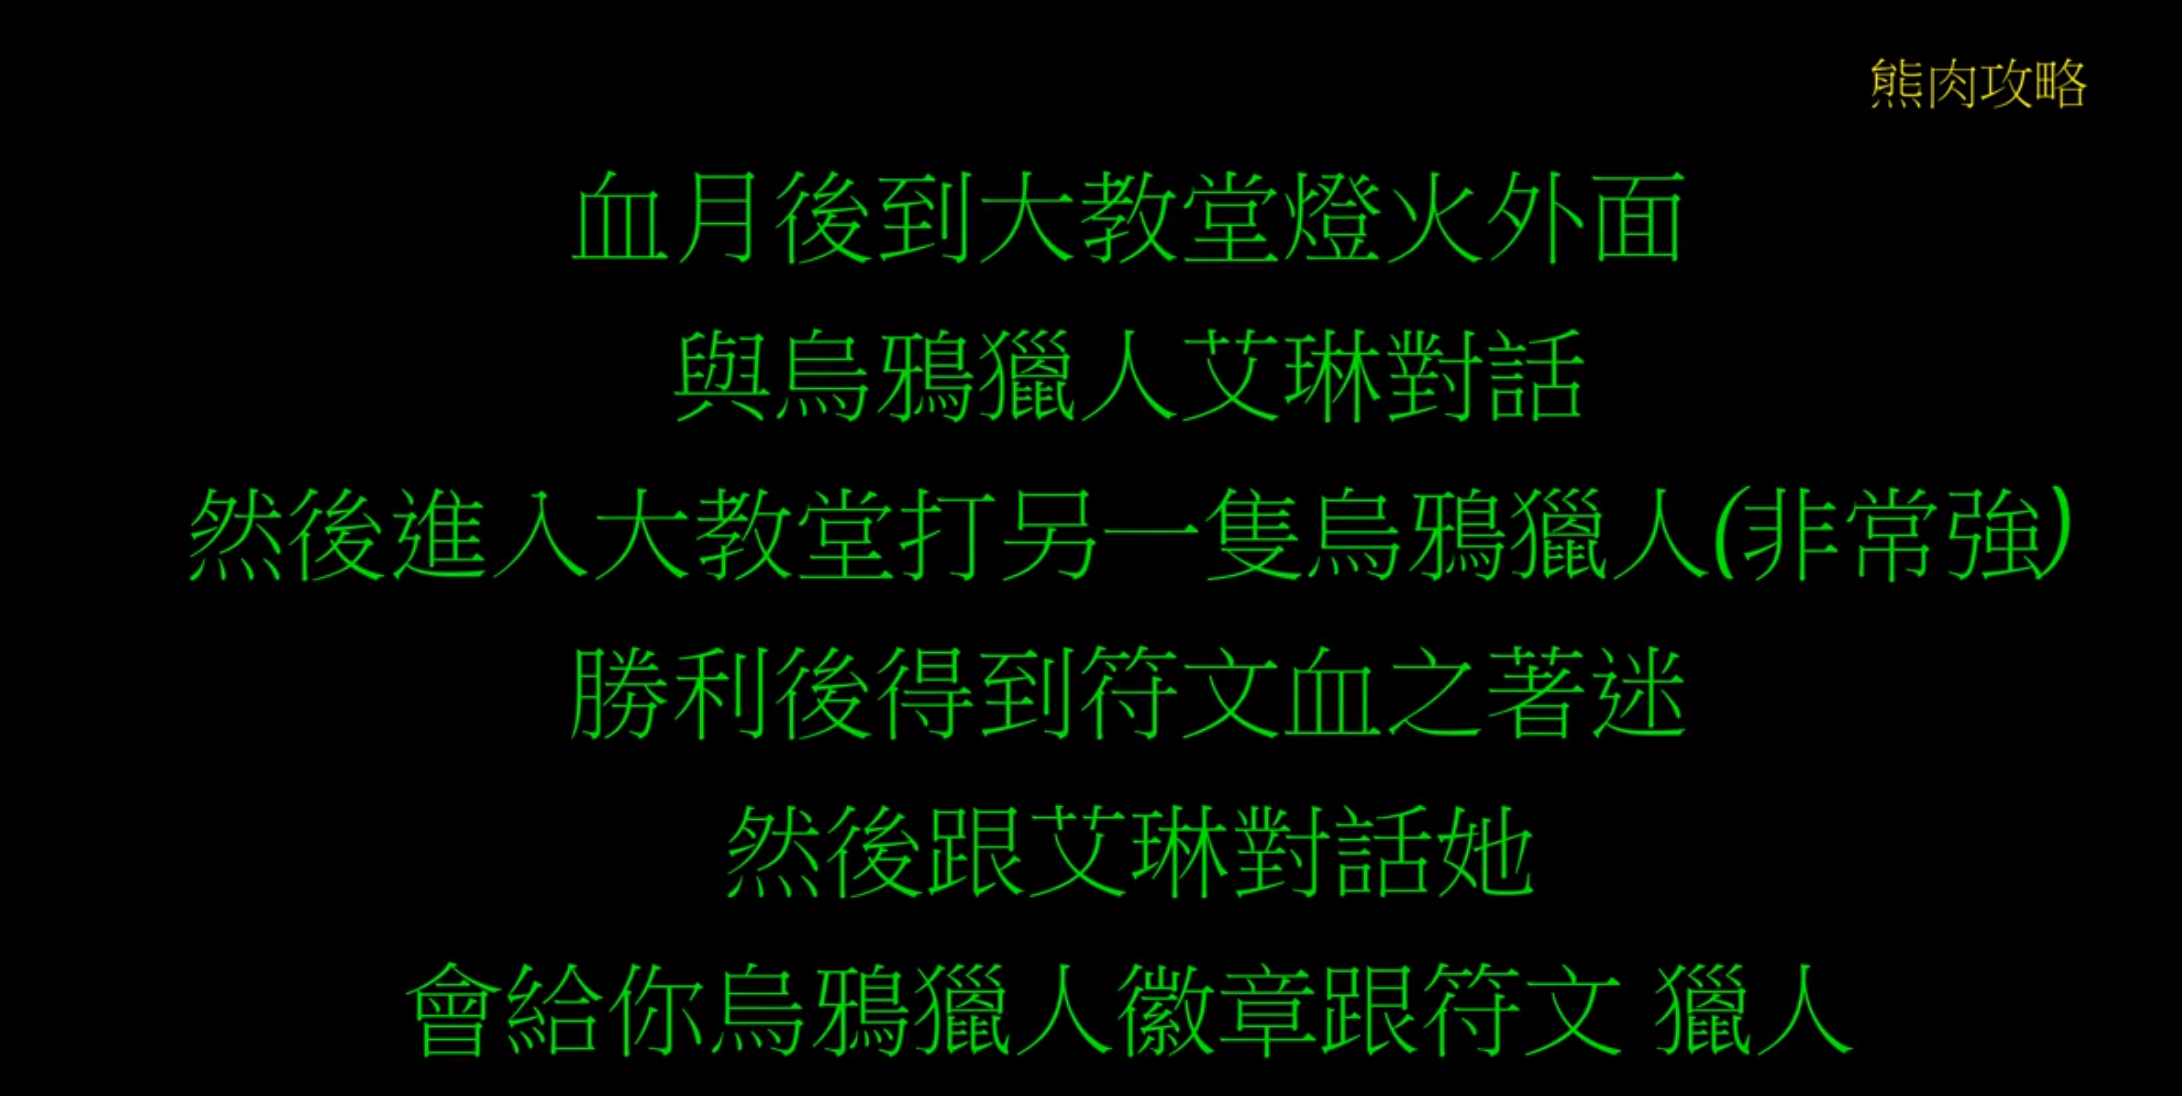 熊肉攻略
血月後到大教堂燈火外面
與烏鴉獵人艾琳對話
然後進入大教堂打另一隻烏鴉獵人(非常強)
勝利後得到符文血之著迷
然後跟艾琳對話她
會給你烏鴉獵人徽章跟符文 獵人